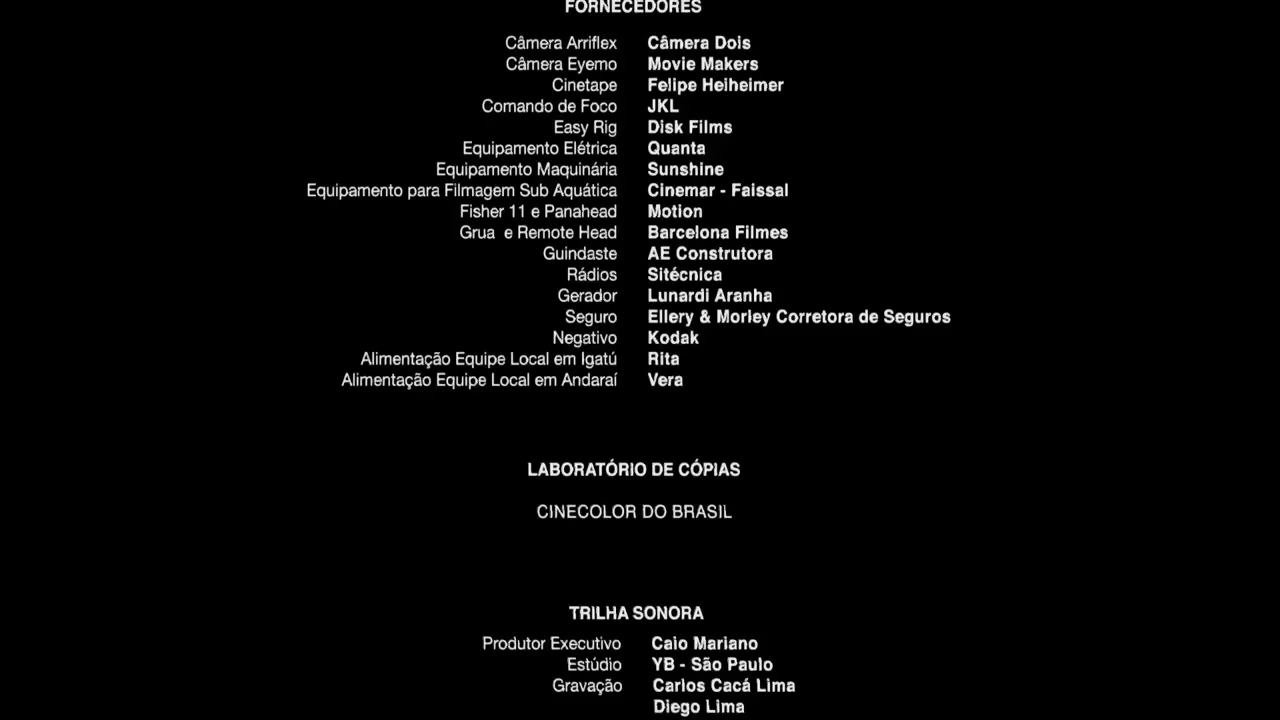 FORNECEDORES
Câmera Arriflex Câmera Dois
Câmera Eyemo Movie Makers
Cinetape Felipe Heiheimer
Comando de Foco JKL
Easy Rig Disk Films
Equipamento Elétrica Quanta
Equipamento Maquinária Sunshine
Equipamento para Filmagem Sub Aquática Cinemar - Faissal
Fisher 11 e Panahead Motion
Grua e Remote Head Barcelona Filmes
Guindaste AE Construtora
Rádios Sitécnica
Gerador Lunardi Aranha
Seguro Ellery & Morley Corretora de Seguros
Negativo Kodak
Alimentação Equipe Local em Igatú Rita
Alimentação Equipe Local em Andaraí Vera
LABORATÓRIO DE CÓPIAS
CINECOLOR DO BRASIL
TRILHA SONORA
Produtor Executivo Caio Mariano
Estúdio YB - São Paulo
Gravação Carlos Cacá Lima
Diego Lima